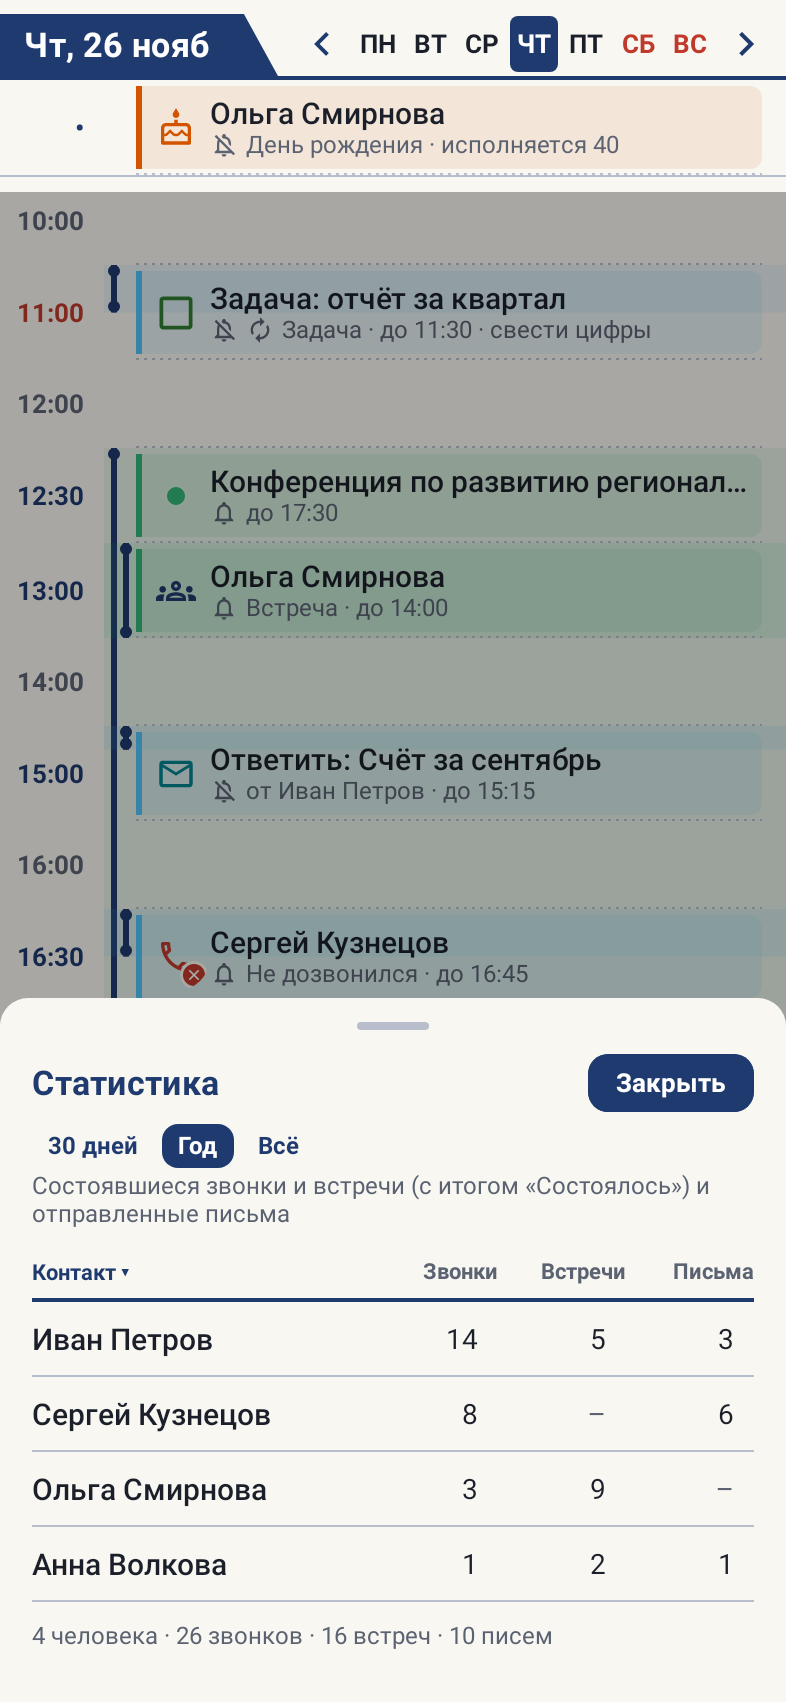 Чт, 26 нояб
ПН ВТ СР ЧТ ПТ СБ ВС
Ольга Смирнова
День рождения · исполняется 40
10:00
Задача: отчёт за квартал
11:00
Задача · до 11:30 · свести цифры
12:00
Конференция по развитию регионал…
12:30
до 17:30
Ольга Смирнова
13:00
Встреча · до 14:00
14:00
Ответить: Счёт за сентябрь
15:00
от Иван Петров · до 15:15
16:00
Сергей Кузнецов
16:30
Не дозвонился · до 16:45
Статистика
Закрыть
30 дней Год Всё
Состоявшиеся звонки и встречи (с итогом «Состоялось») и
отправленные письма
Контакт ▾ Звонки Встречи Письма
Иван Петров 14 5 3
Сергей Кузнецов 8 – 6
Ольга Смирнова 3 9 –
Анна Волкова 1 2 1
4 человека · 26 звонков · 16 встреч · 10 писем